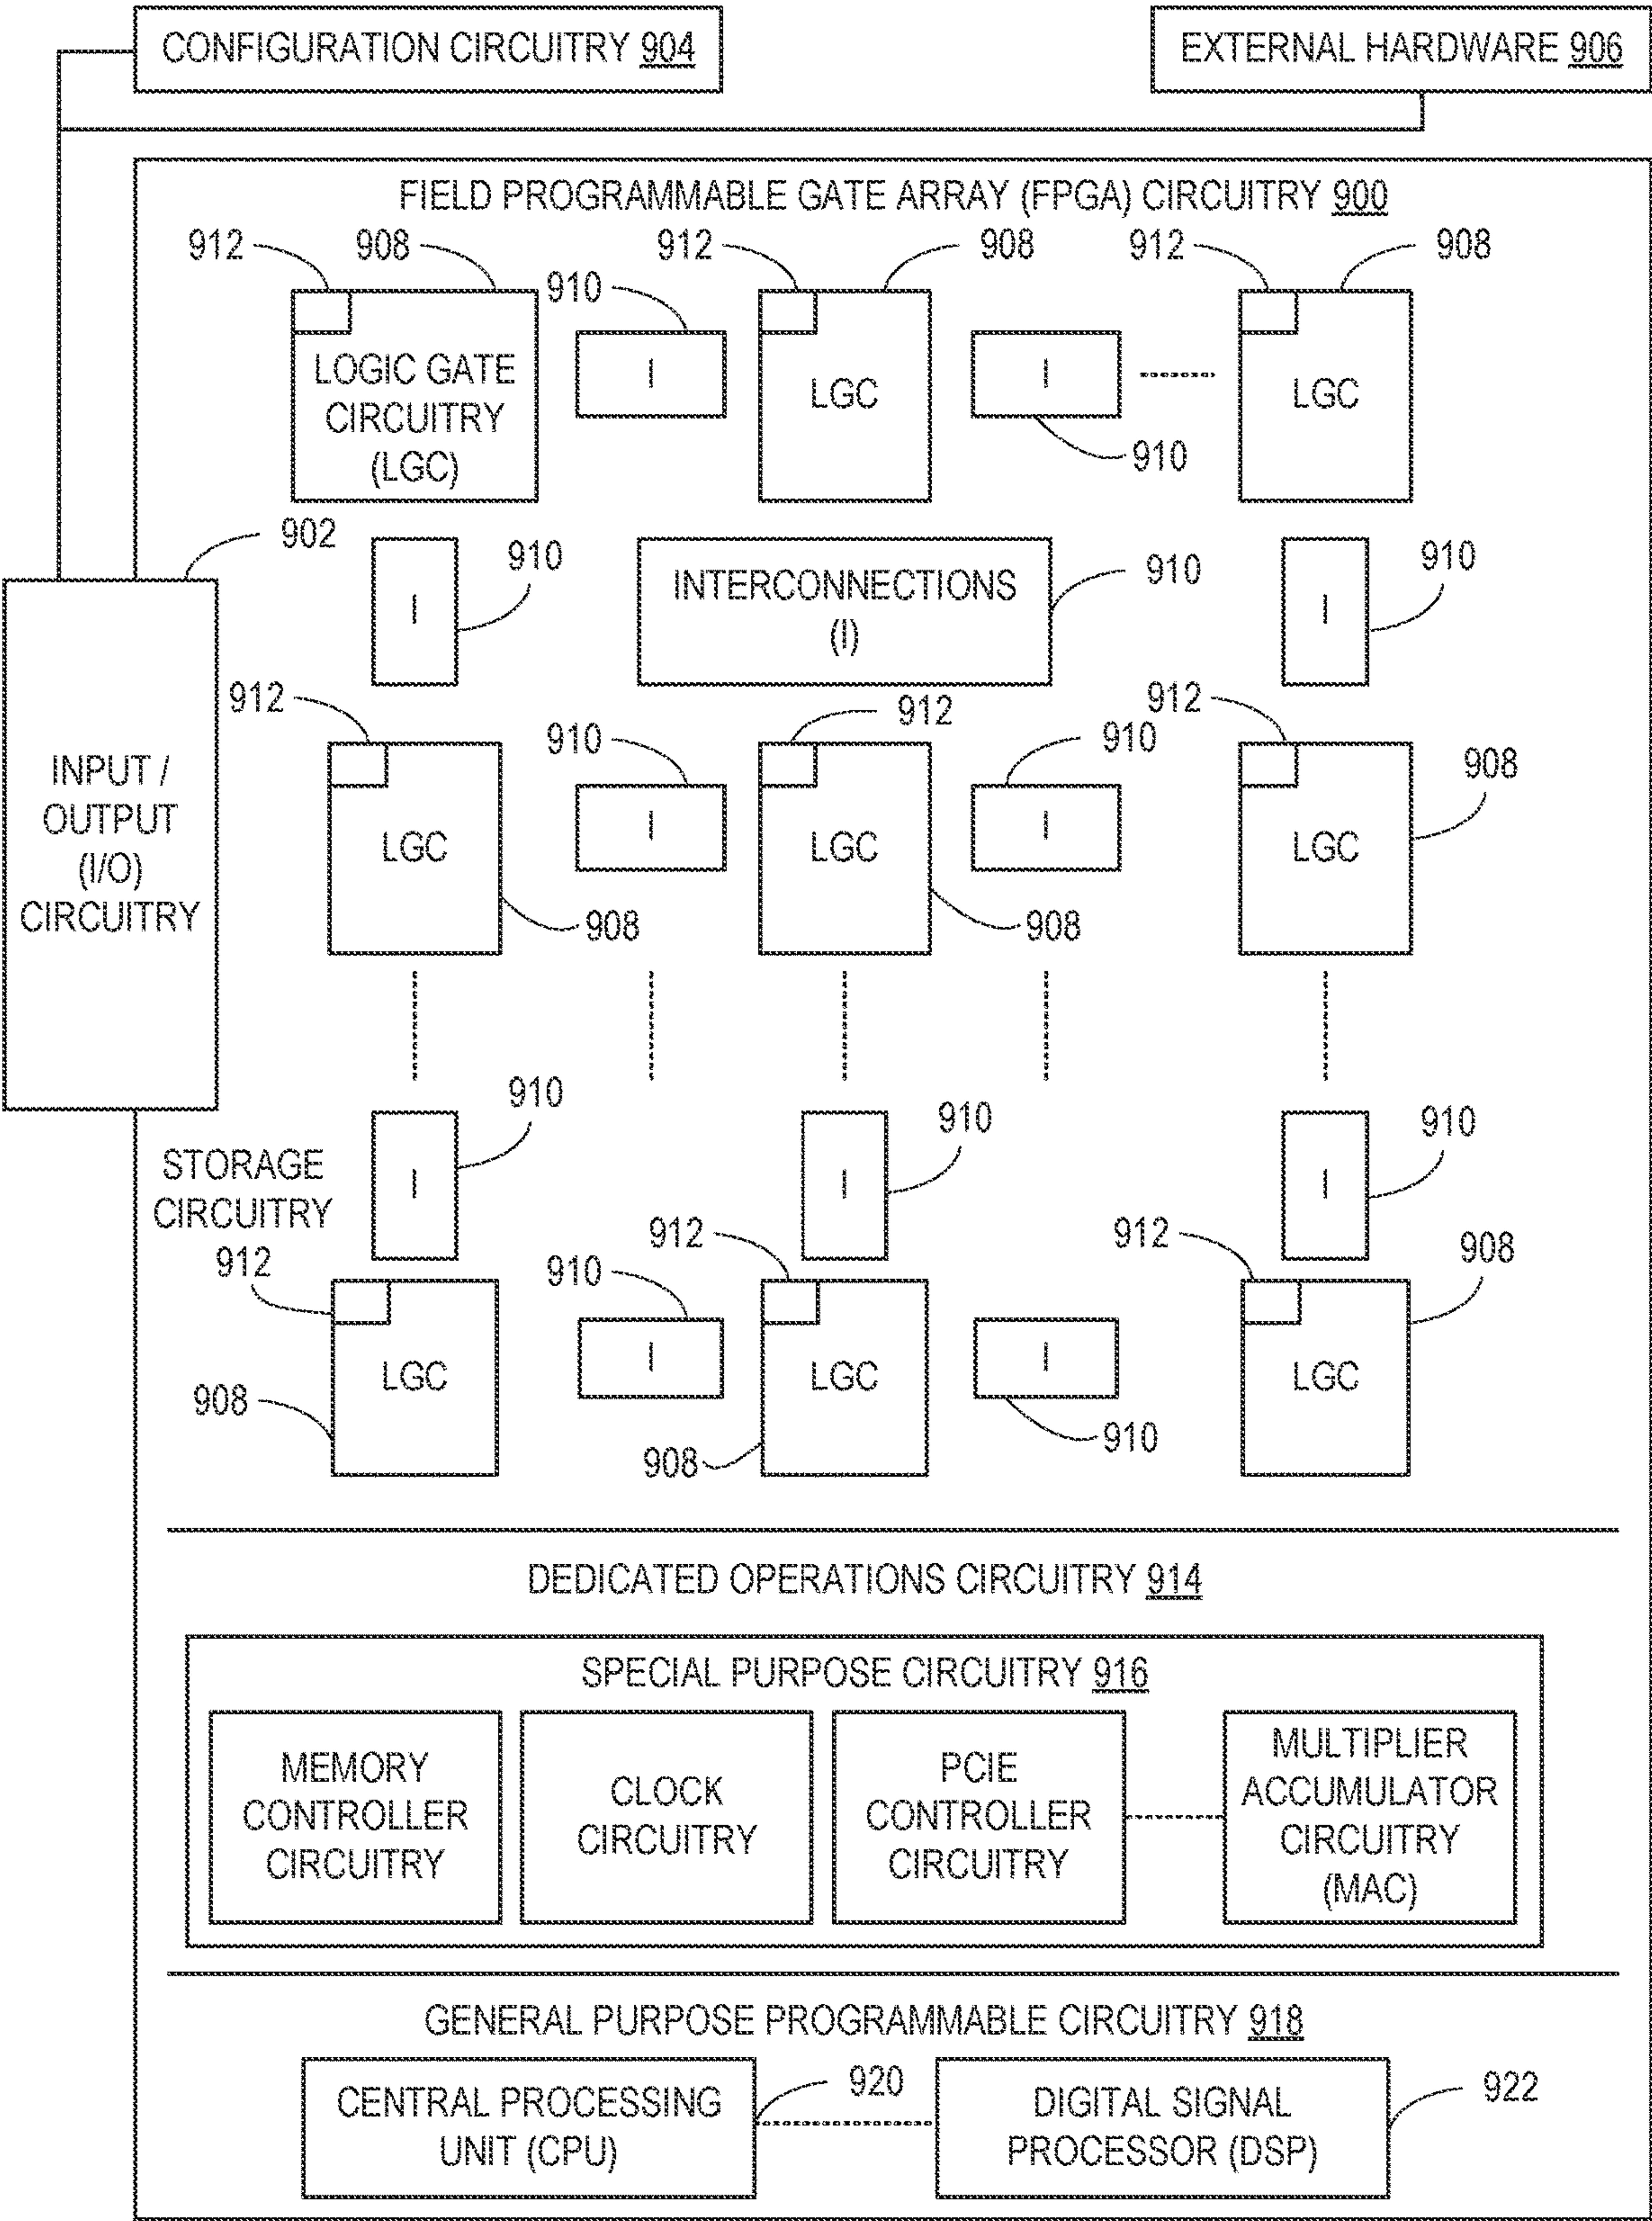 CONFIGURATION CIRCUITRY 904
EXTERNAL HARDWARE 906
FIELD PROGRAMMABLE GATE ARRAY (FPGA) CIRCUITRY 900
912
908
912
908
912
908
910
LOGIC GATE
CIRCUITRY
(LGC)
I
LGC
I
LGC
910
902
910
I
INTERCONNECTIONS
(I)
910
I
910
912
912
912
910
910
908
INPUT /
OUTPUT
(I/O)
CIRCUITRY
LGC
I
LGC
I
LGC
908
908
910
910
910
STORAGE
CIRCUITRY
912
I
I
I
912
912
908
910
LGC
I
LGC
I
LGC
908
908
910
DEDICATED OPERATIONS CIRCUITRY 914
SPECIAL PURPOSE CIRCUITRY 916
MEMORY
CONTROLLER
CIRCUITRY
CLOCK
CIRCUITRY
PCIE
CONTROLLER
CIRCUITRY
MULTIPLIER
ACCUMULATOR
CIRCUITRY
(MAC)
GENERAL PURPOSE PROGRAMMABLE CIRCUITRY 918
CENTRAL PROCESSING
UNIT (CPU)
920
DIGITAL SIGNAL
PROCESSOR (DSP)
922